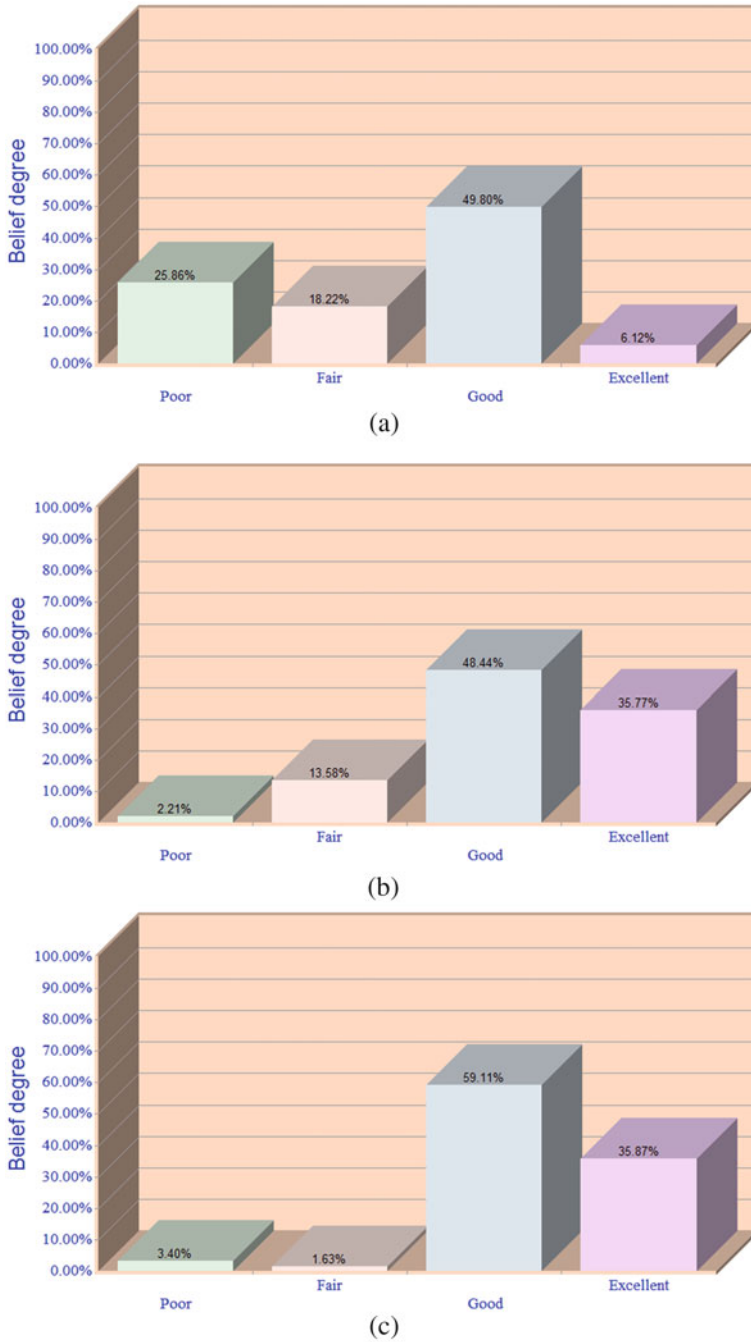 100.00%
90.00%
80.00%
70.00%
60.00%
50.00%
40.00%
30.00%
20.00%
10.00%
0.00%
Belief degree
25.86%
18.22%
49.80%
6.12%
Poor
Fair
Good
Excellent
(a)
100.00%
90.00%
80.00%
70.00%
60.00%
50.00%
40.00%
30.00%
20.00%
10.00%
0.00%
Belief degree
2.21%
13.58%
48.44%
35.77%
Poor
Fair
Good
Excellent
(b)
100.00%
90.00%
80.00%
70.00%
60.00%
50.00%
40.00%
30.00%
20.00%
10.00%
0.00%
Belief degree
3.40%
1.63%
59.11%
35.87%
Poor
Fair
Good
Excellent
(c)